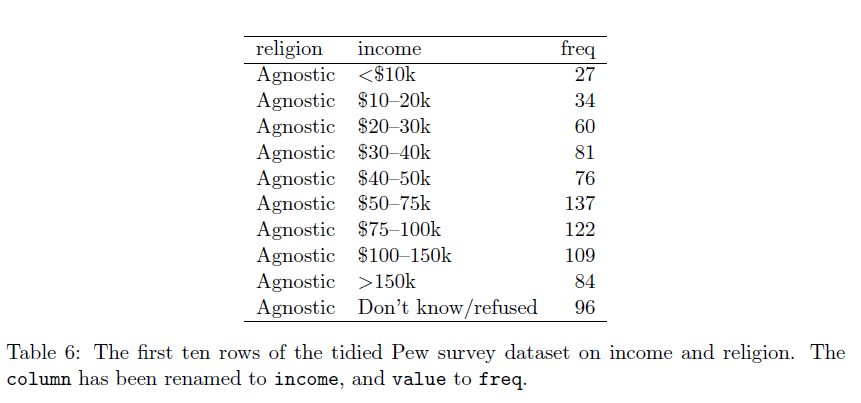 religion income freq
Agnostic <$10k 27
Agnostic $10–20k 34
Agnostic $20–30k 60
Agnostic $30–40k 81
Agnostic $40–50k 76
Agnostic $50–75k 137
Agnostic $75–100k 122
Agnostic $100–150k 109
Agnostic >150k 84
Agnostic Don't know/refused 96
Table 6: The first ten rows of the tidied Pew survey dataset on income and religion. The
column has been renamed to income, and value to freq.